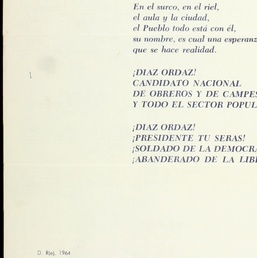 En el surco, en el riel,
el aula y la ciudad,
el Pueblo todo está con él,
su nombre, es cual una esperanz
que se hace realidad.
¡DIAZ ORDAZ!
CANDIDATO NACIONAL
DE OBREROS Y DE CAMPES
Y TODO EL SECTOR POPUL
¡DIAZ ORDAZ!
¡PRESIDENTE TU SERAS!
¡SOLDADO DE LA DEMOCRA
¡ABANDERADO DE LA LIB
D. 1964